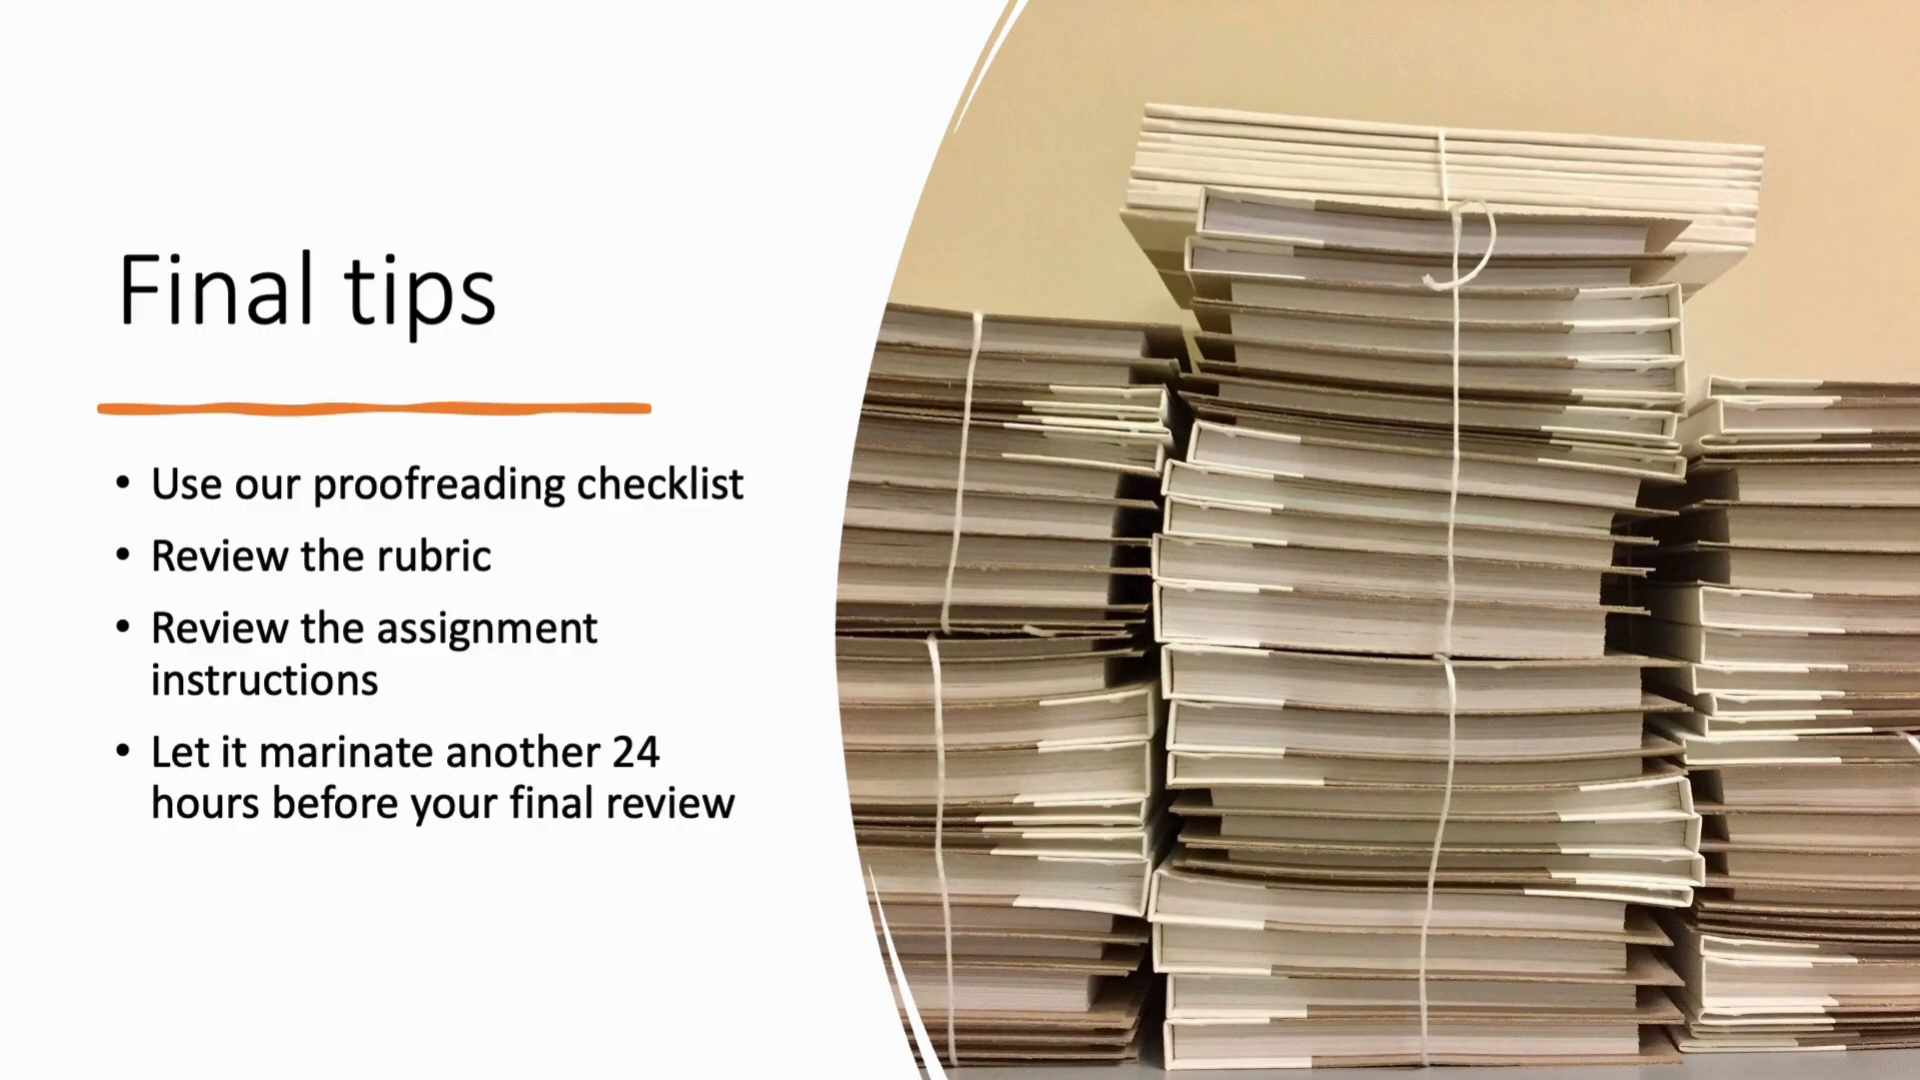 Final tips
• Use our proofreading checklist
• Review the rubric
• Review the assignment
instructions
• Let it marinate another 24
hours before your final review